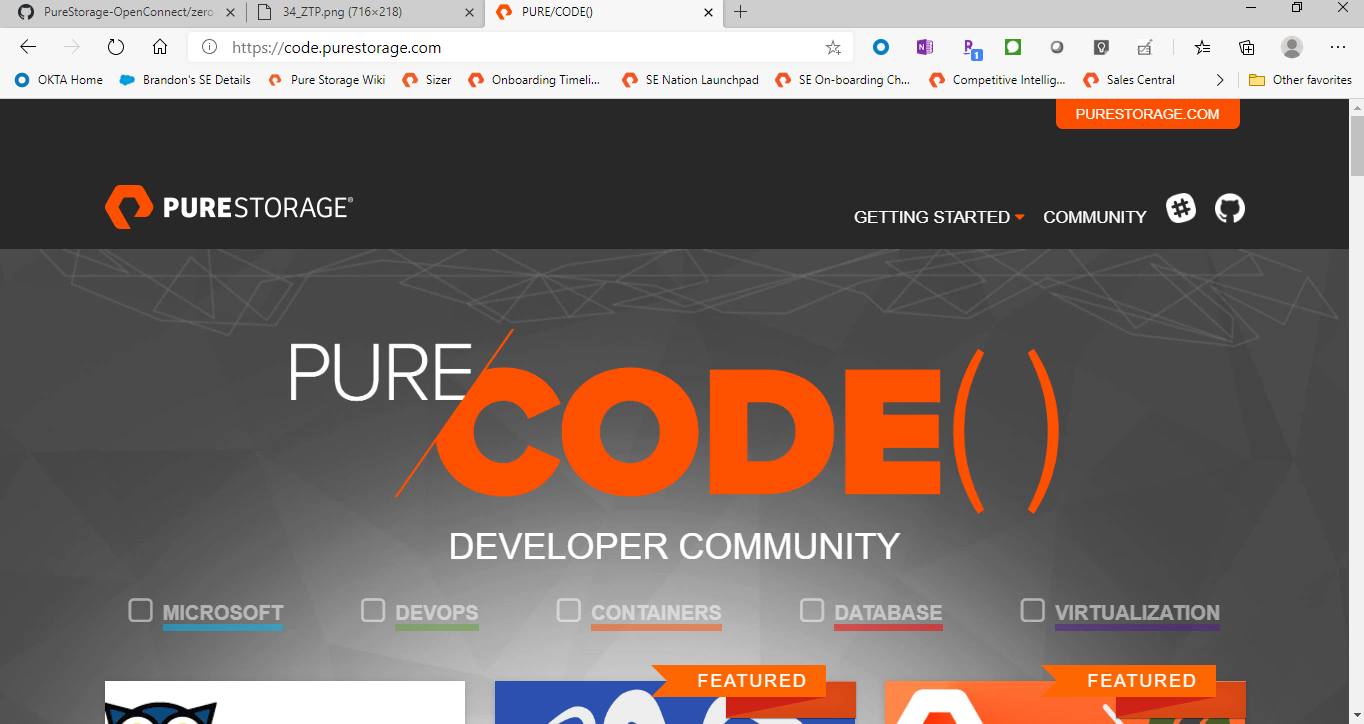 PureStorage-OpenConnect/zero
34_ZTP.png (716×218)
PURE/CODE()
https://code.purestorage.com
1
OKTA Home
Brandon's SE Details
Pure Storage Wiki
Sizer
Onboarding Timeli...
SE Nation Launchpad
SE On-boarding Ch...
Competitive Intellig...
Sales Central
Other favorites
PURESTORAGE.COM
PURESTORAGE®
GETTING STARTED
COMMUNITY
PURE
CODE()
DEVELOPER COMMUNITY
MICROSOFT
DEVOPS
CONTAINERS
DATABASE
VIRTUALIZATION
FEATURED
FEATURED